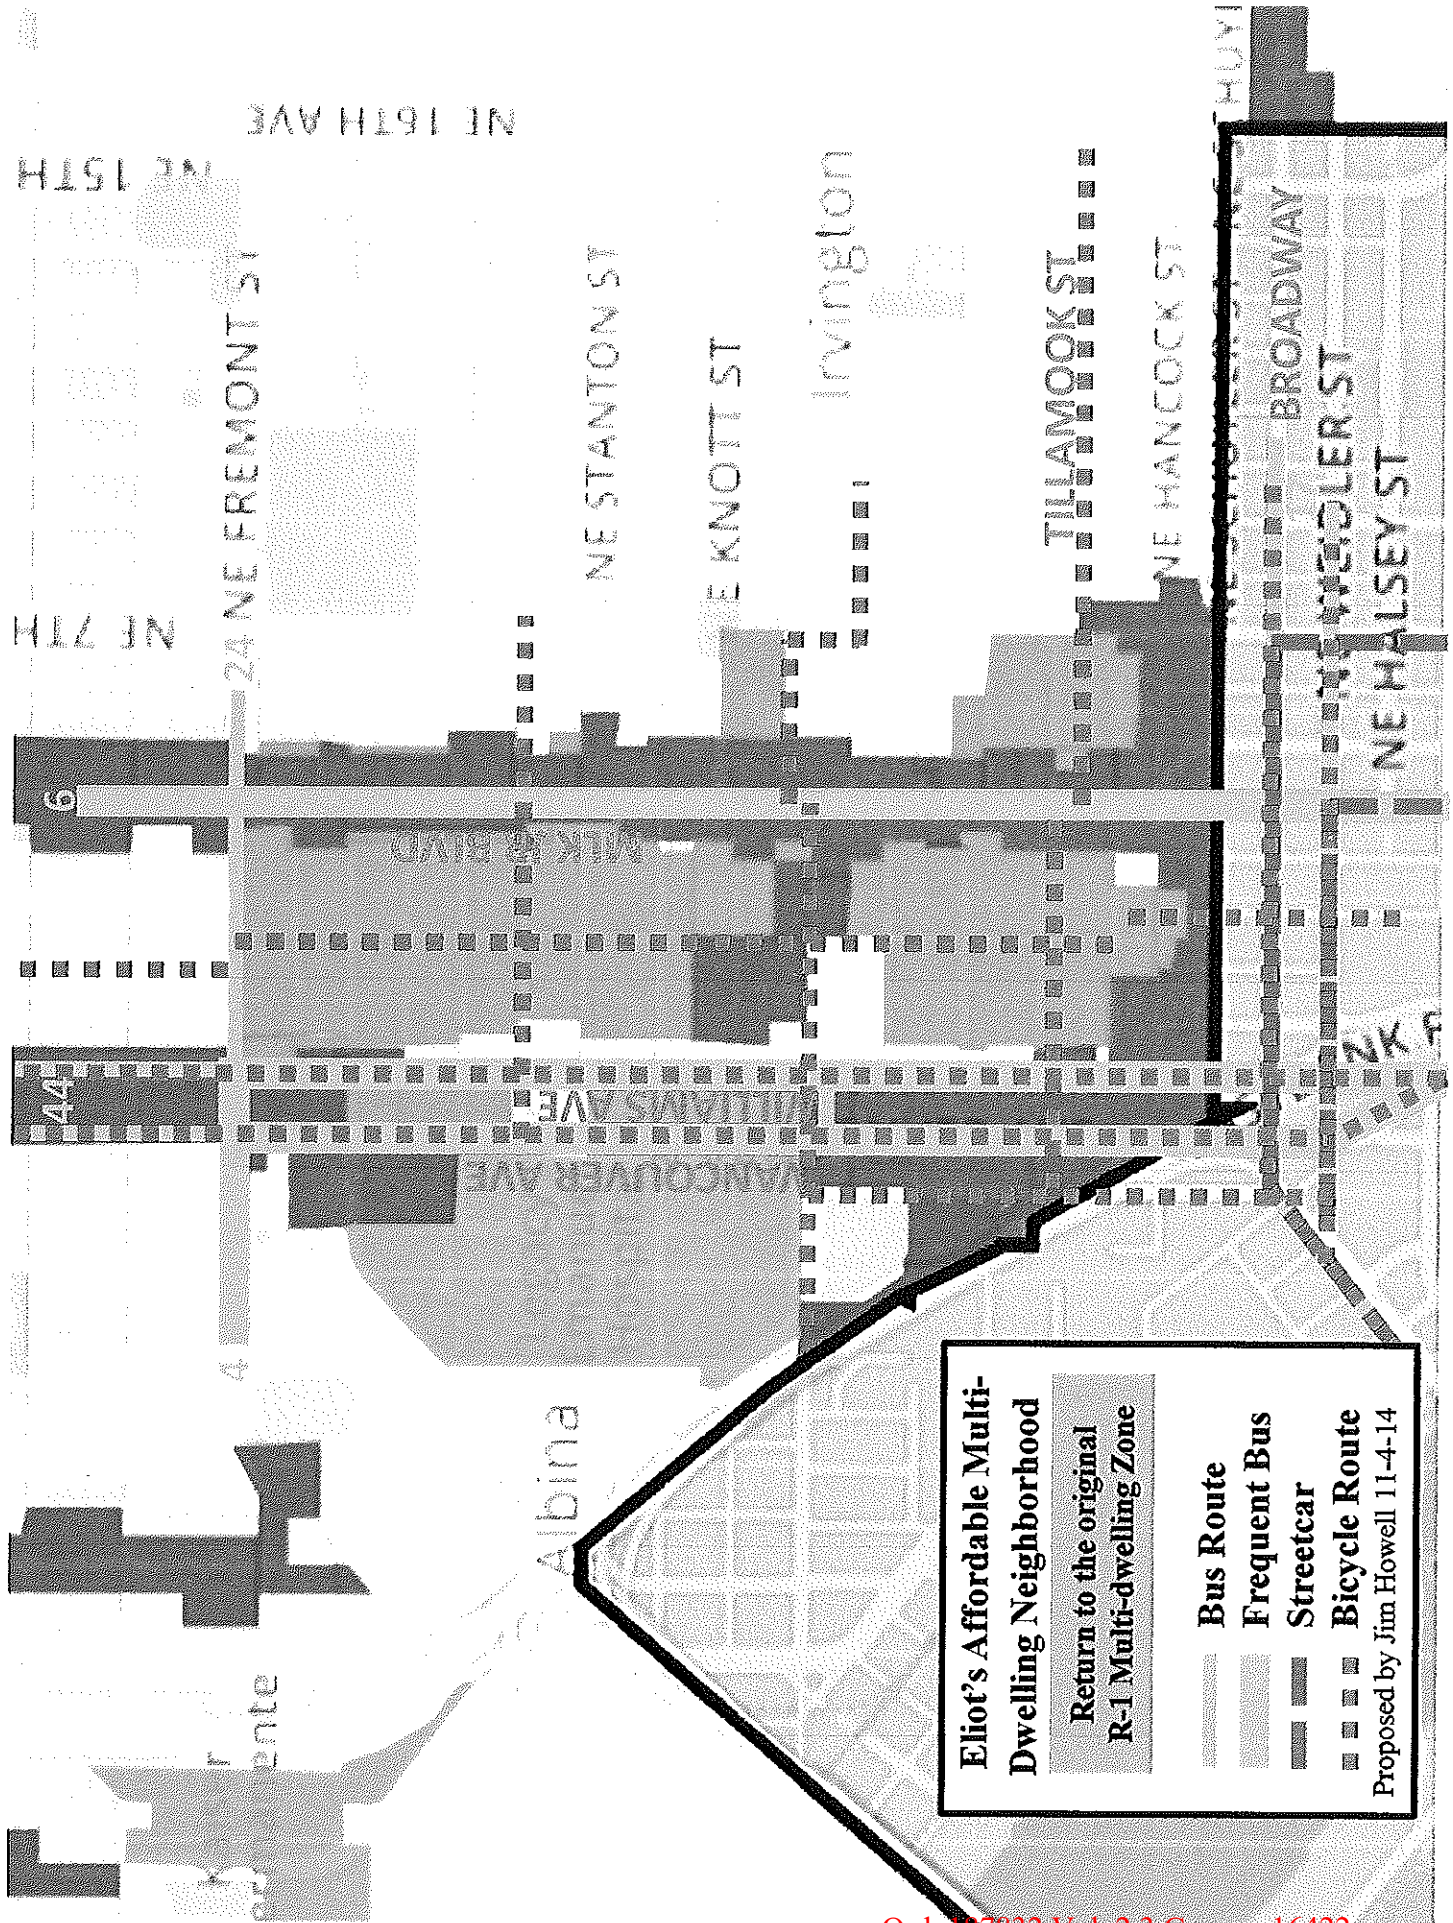 NE 15TH
NE 16TH AVE
NE 7TH
24
NE FREMONT ST
NE STANTON ST
E KNOTT ST
Irvington
TILLAMOOK ST
NE HANCOCK ST
BROADWAY
NE HALSEY ST
6
MLK JR BLVD
44
WILLIAMS AVE
VANCOUVER AVE
4
Albina
ente
Eliot's Affordable Multi-
Dwelling Neighborhood
Return to the original
R-1 Multi-dwelling Zone
Bus Route
Frequent Bus
Streetcar
Bicycle Route
Proposed by Jim Howell 11-4-14